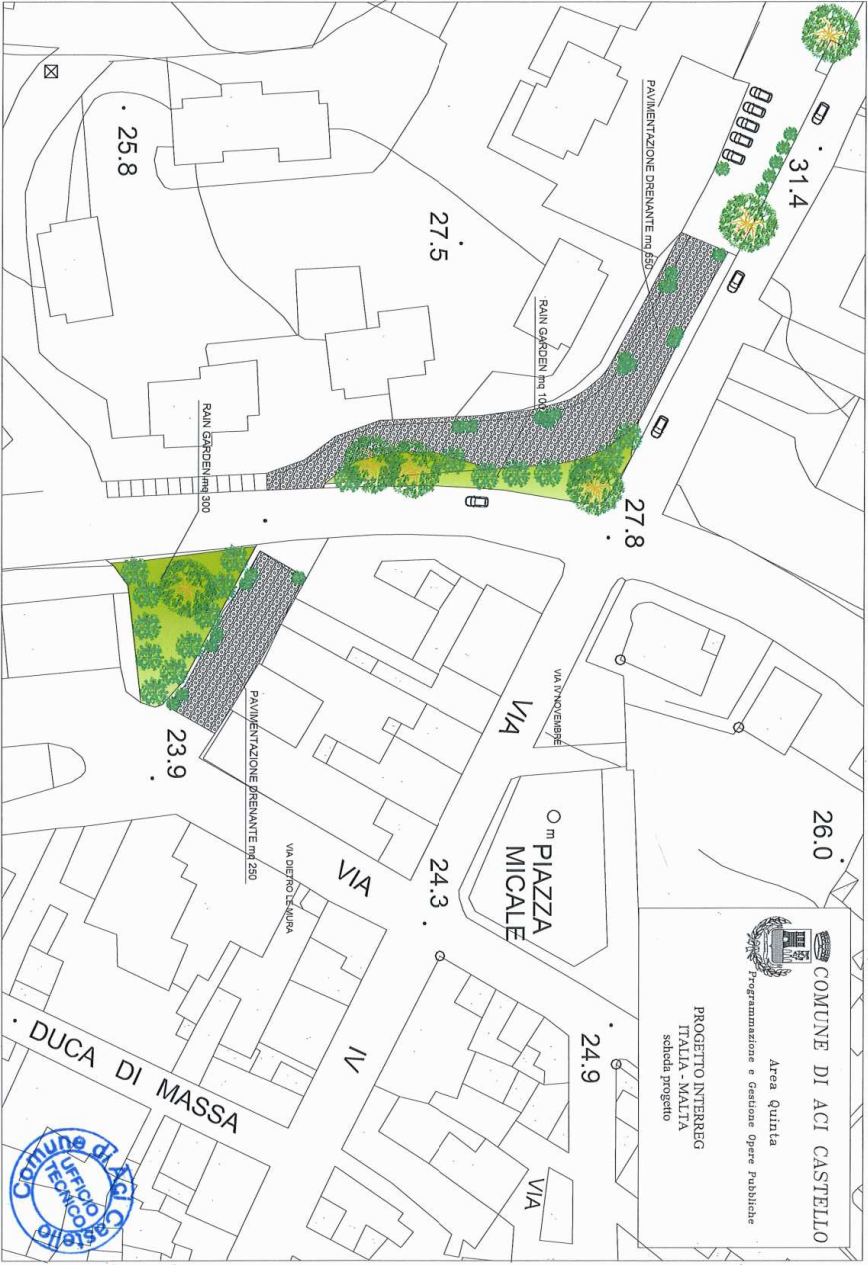 COMUNE DI ACI CASTELLO
Area Quinta
Programmazione e Gestione Opere Pubbliche
PROGETTO INTERREG
ITALIA - MALTA
scheda progetto
31.4
PAVIMENTAZIONE DRENANTE mq 650
25.8
27.5
RAIN GARDEN mq 100
RAIN GARDEN mq 300
27.8
VIA IV NOVEMBRE
VIA
26.0
m
PIAZZA
MICALE
23.9
PAVIMENTAZIONE DRENANTE mq 250
VIA DIETRO LE MURA
VIA
24.3
IV
24.9
DUCA DI MASSA
VIA
Comune di Aci Castello
UFFICIO
TECNICO